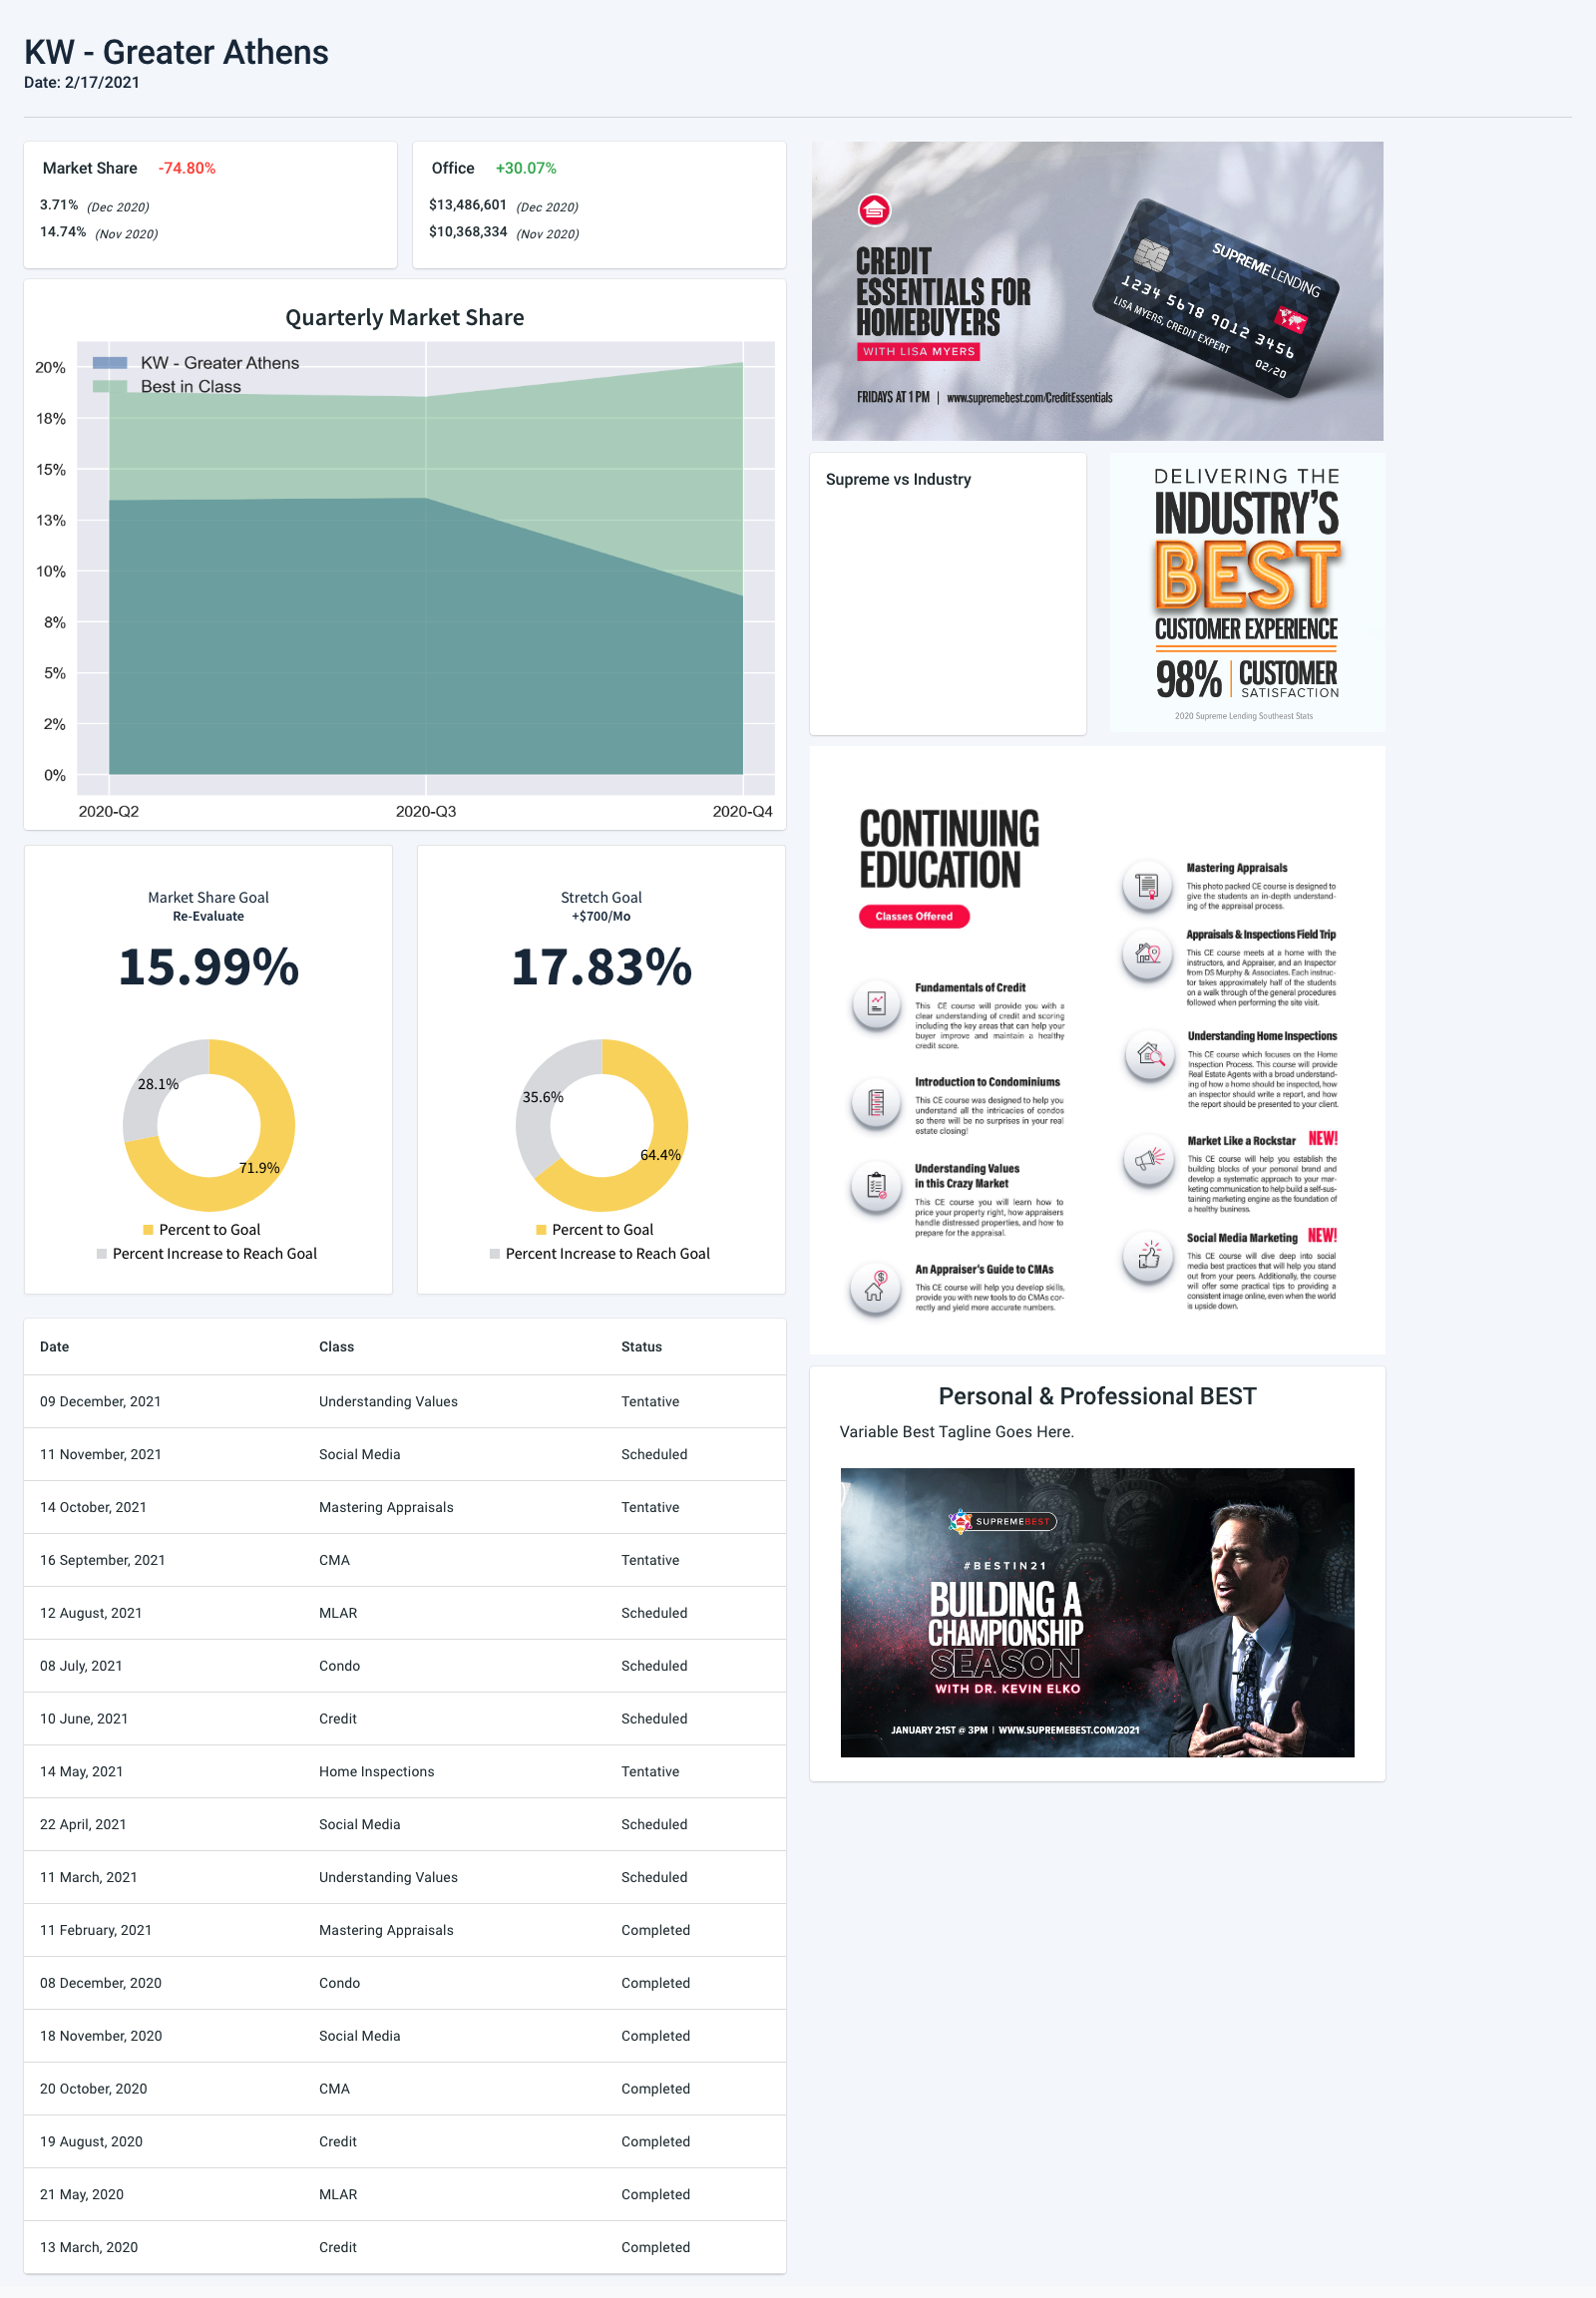 KW - Greater Athens
Date: 2/17/2021
Market Share -74.80%
3.71% (Dec 2020)
14.74% (Nov 2020)
Office +30.07%
$13,486,601 (Dec 2020)
$10,368,334 (Nov 2020)
Quarterly Market Share
KW - Greater Athens
Best in Class
20%
18%
15%
13%
10%
8%
5%
2%
0%
2020-Q2 2020-Q3 2020-Q4
Market Share Goal
Re-Evaluate
15.99%
28.1%
71.9%
Percent to Goal
Percent Increase to Reach Goal
Stretch Goal
+$700/Mo
17.83%
35.6%
64.4%
Percent to Goal
Percent Increase to Reach Goal
Date Class Status
09 December, 2021 Understanding Values Tentative
11 November, 2021 Social Media Scheduled
14 October, 2021 Mastering Appraisals Tentative
16 September, 2021 CMA Tentative
12 August, 2021 MLAR Scheduled
08 July, 2021 Condo Scheduled
10 June, 2021 Credit Scheduled
14 May, 2021 Home Inspections Tentative
22 April, 2021 Social Media Scheduled
11 March, 2021 Understanding Values Scheduled
11 February, 2021 Mastering Appraisals Completed
08 December, 2020 Condo Completed
18 November, 2020 Social Media Completed
20 October, 2020 CMA Completed
19 August, 2020 Credit Completed
21 May, 2020 MLAR Completed
13 March, 2020 Credit Completed
CREDIT
ESSENTIALS FOR
HOMEBUYERS
WITH LISA MYERS
FRIDAYS AT 1 PM | www.supremebest.com/CreditEssentials
SUPREME LENDING
1234 5678 9012 3456
LISA MYERS, CREDIT EXPERT
02/20
Supreme vs Industry
DELIVERING THE
INDUSTRY'S
BEST
CUSTOMER EXPERIENCE
98% CUSTOMER
SATISFACTION
2020 Supreme Lending Southeast Stats
CONTINUING
EDUCATION
Classes Offered
Fundamentals of Credit
This CE course will provide you with a
clear understanding of credit and scoring
including the key areas that can help your
buyer improve and maintain a healthy
credit score.
Introduction to Condominiums
This CE course was designed to help you
understand all the intricacies of condos
so there will be no surprises in your real
estate closing!
Understanding Values
in this Crazy Market
This CE course you will learn how to
price your property right, how appraisers
handle distressed properties, and how to
prepare for the appraisal.
An Appraiser's Guide to CMAs
This CE course will help you develop skills,
provide you with new tools to do CMAs cor-
rectly and yield more accurate numbers.
Mastering Appraisals
This photo packed CE course is designed to
give the students an in-depth understand-
ing of the appraisal process.
Appraisals & Inspections Field Trip
This CE course meets at a home with the
instructors, and Appraiser, and an Inspector
from DS Murphy & Associates. Each instruc-
tor takes approximately half of the students
on a walk through of the general procedures
followed when performing the site visit.
Understanding Home Inspections
This CE course which focuses on the Home
Inspection Process. This course will provide
Real Estate Agents with a broad understand-
ing of how a home should be inspected, how
an inspector should write a report, and how
the report should be presented to your client.
Market Like a Rockstar NEW!
This CE course will help you establish the
building blocks of your personal brand and
develop a systematic approach to your mar-
keting communication to help build a self-sus-
taining marketing engine as the foundation of
a healthy business.
Social Media Marketing NEW!
This CE course will dive deep into social
media best practices that will help you stand
out from your peers. Additionally, the course
will offer some practical tips to providing a
consistent image online, even when the world
is upside down.
Personal & Professional BEST
Variable Best Tagline Goes Here.
SUPREMEBEST
#BESTIN21
BUILDING A
CHAMPIONSHIP
SEASON
WITH DR. KEVIN ELKO
JANUARY 21ST @ 3PM | WWW.SUPREMEBEST.COM/2021